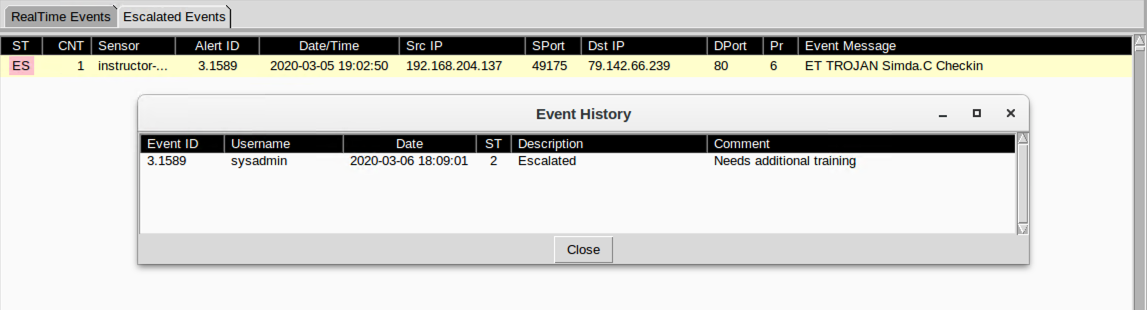 RealTime Events Escalated Events
ST CNT Sensor Alert ID Date/Time Src IP SPort Dst IP DPort Pr Event Message
ES 1 instructor-... 3.1589 2020-03-05 19:02:50 192.168.204.137 49175 79.142.66.239 80 6 ET TROJAN Simda.C Checkin
Event History
Event ID Username Date ST Description Comment
3.1589 sysadmin 2020-03-06 18:09:01 2 Escalated Needs additional training
Close